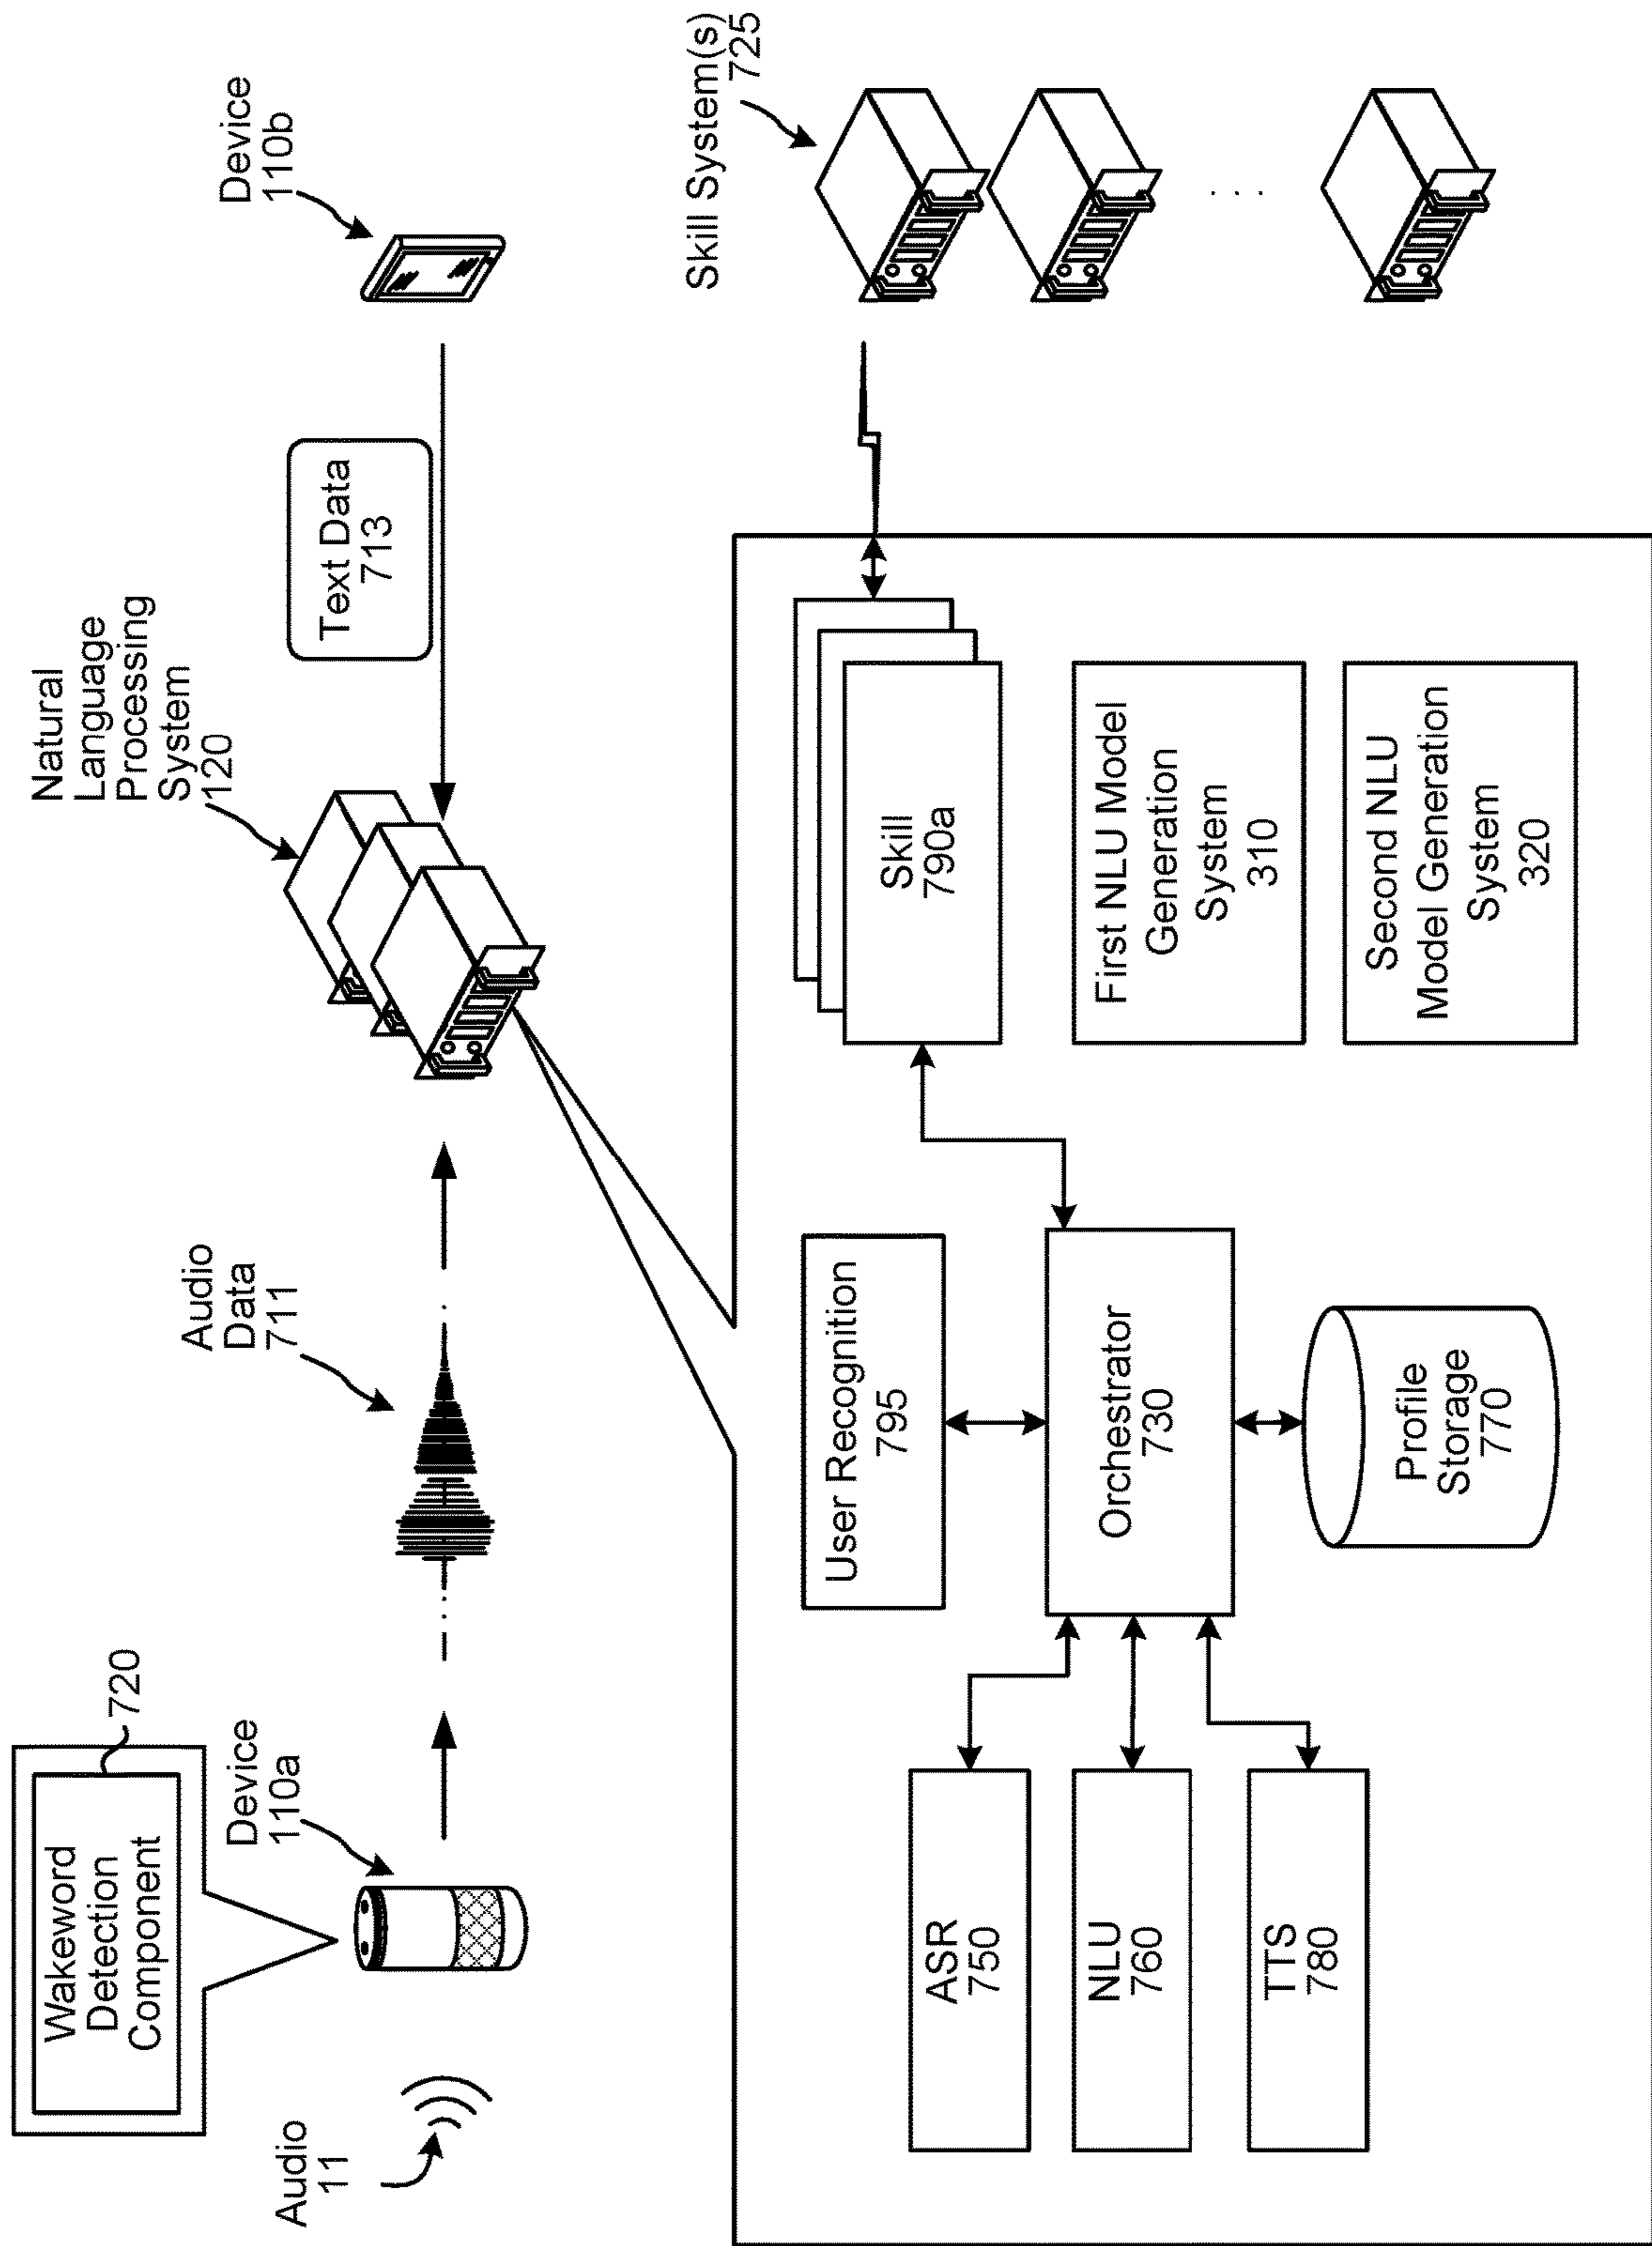 Wakeword
Detection
Component
720
Audio
11
Device
110a
Audio
Data
711
Natural
Language
Processing
System
120
Text Data
713
Device
110b
Skill System(s)
725
ASR
750
NLU
760
TTS
780
User Recognition
795
Orchestrator
730
Profile
Storage
770
Skill
790a
First NLU Model
Generation
System
310
Second NLU
Model Generation
System
320